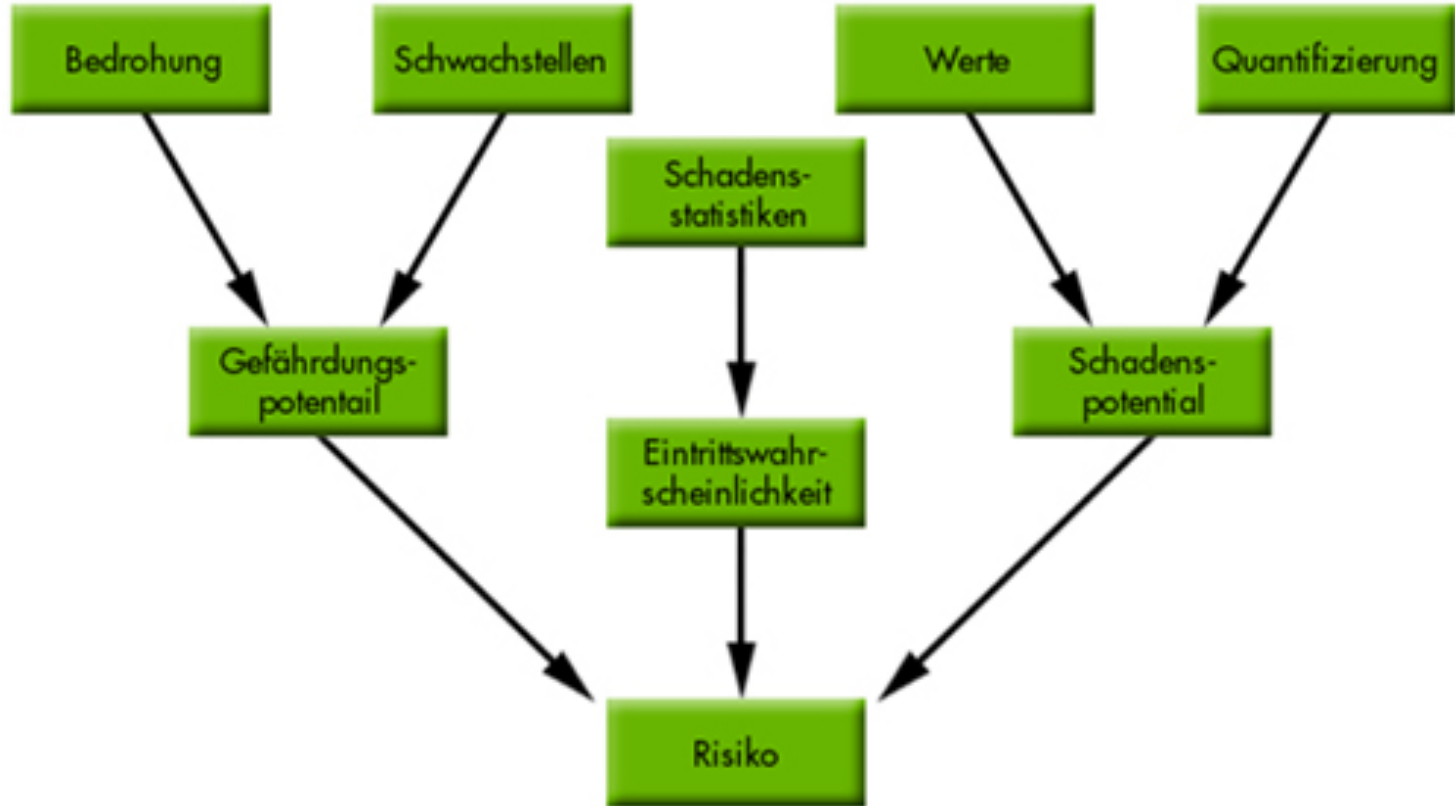 Bedrohung
Schwachstellen
Werte
Quantifizierung
Schadens-
statistiken
Gefährdungs-
potentail
Schadens-
potential
Eintrittswahr-
scheinlichkeit
Risiko